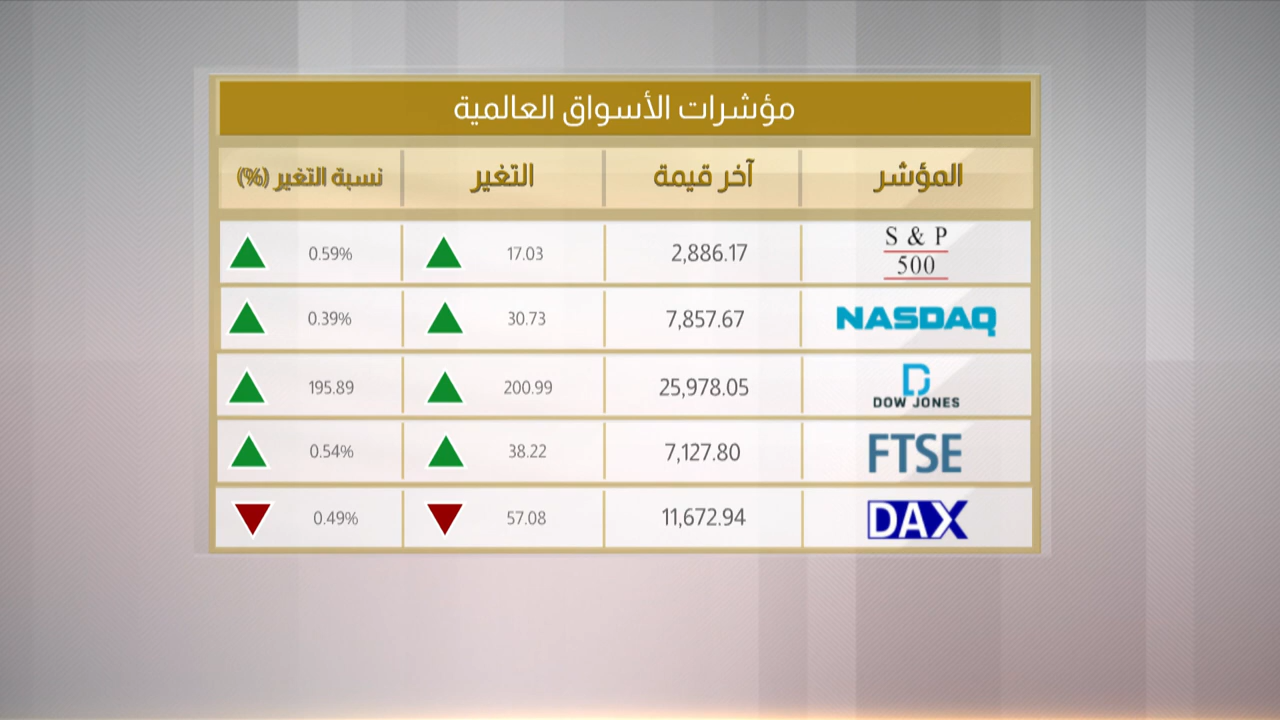 مؤشرات الأسواق العالمية
المؤشر آخر قيمة التغير نسبة التغير (%)
S & P
500 2,886.17 17.03 0.59%
NASDAQ 7,857.67 30.73 0.39%
DOW JONES 25,978.05 200.99 195.89
FTSE 7,127.80 38.22 0.54%
DAX 11,672.94 57.08 0.49%